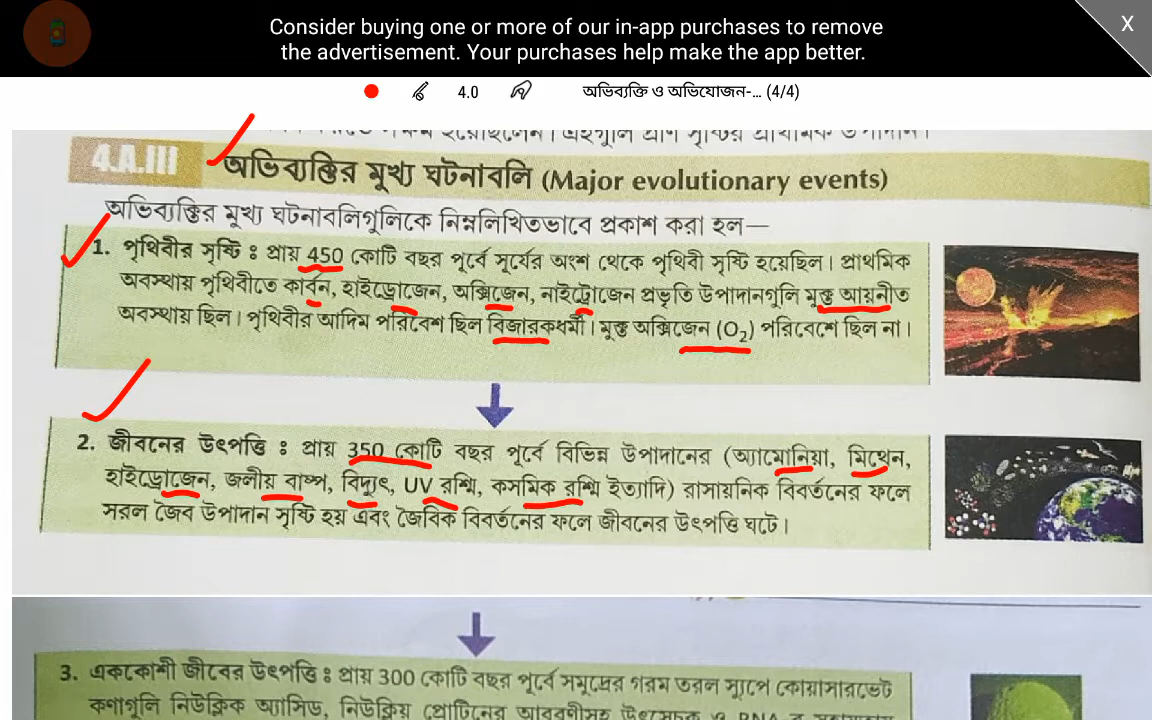 Consider buying one or more of our in-app purchases to remove
the advertisement. Your purchases help make the app better.
X
4.0 অভিব্যক্তি ও অভিযোজন-... (4/4)
4.A.III অভিব্যক্তির মুখ্য ঘটনাবলি (Major evolutionary events)
অভিব্যক্তির মুখ্য ঘটনাবলিগুলিকে নিম্নলিখিতভাবে প্রকাশ করা হল—
1. পৃথিবীর সৃষ্টি : প্রায় 450 কোটি বছর পূর্বে সূর্যের অংশ থেকে পৃথিবী সৃষ্টি হয়েছিল। প্রাথমিক
অবস্থায় পৃথিবীতে কার্বন, হাইড্রোজেন, অক্সিজেন, নাইট্রোজেন প্রভৃতি উপাদানগুলি মুক্ত আয়নীত
অবস্থায় ছিল। পৃথিবীর আদিম পরিবেশ ছিল বিজারকধর্মী। মুক্ত অক্সিজেন (O₂) পরিবেশে ছিল না।
2. জীবনের উৎপত্তি : প্রায় 350 কোটি বছর পূর্বে বিভিন্ন উপাদানের (অ্যামোনিয়া, মিথেন,
হাইড্রোজেন, জলীয় বাষ্প, বিদ্যুৎ, UV রশ্মি, কসমিক রশ্মি ইত্যাদি) রাসায়নিক বিবর্তনের ফলে
সরল জৈব উপাদান সৃষ্টি হয় এবং জৈবিক বিবর্তনের ফলে জীবনের উৎপত্তি ঘটে।
3. এককোশী জীবের উৎপত্তি : প্রায় 300 কোটি বছর পূর্বে সমুদ্রের গরম তরল স্যুপে কোয়াসারভেট
কণাগুলি নিউক্লিক অ্যাসিড, নিউক্লিয় প্রোটিনের আবরণীসহ